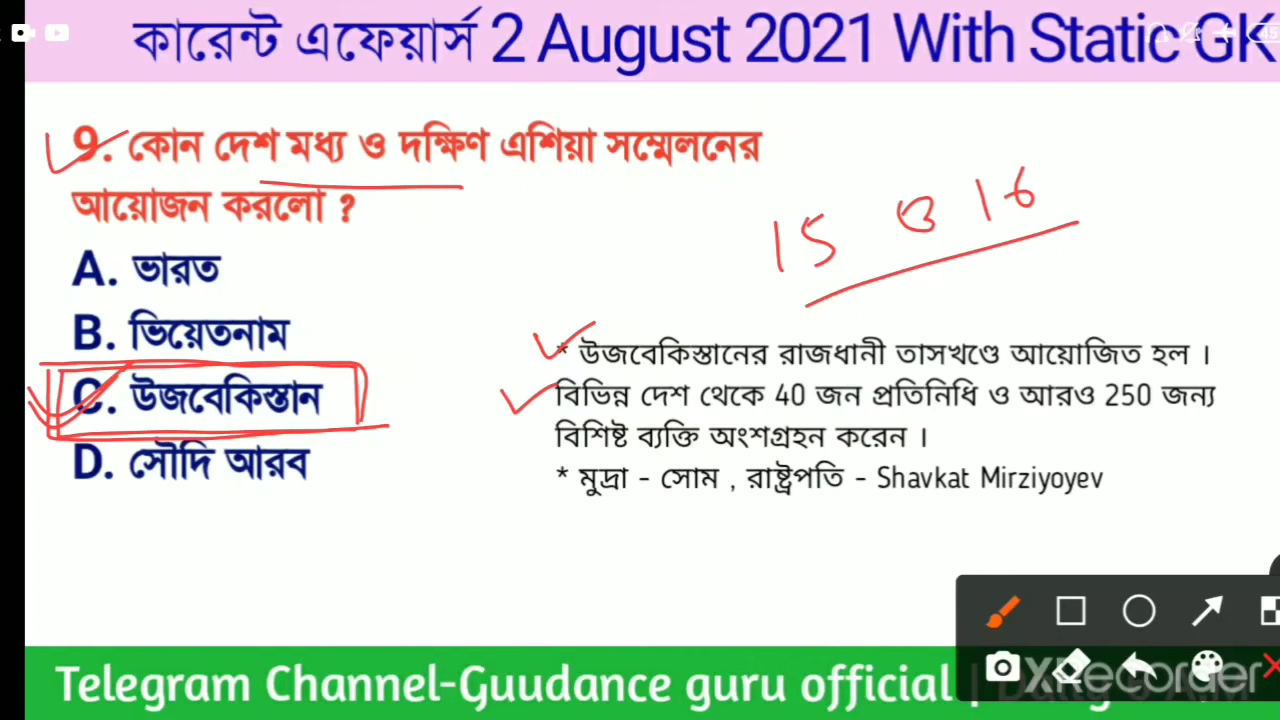 কারেন্ট এফেয়ার্স 2 August 2021 With Static GK
9. কোন দেশ মধ্য ও দক্ষিণ এশিয়া সম্মেলনের
আয়োজন করলো ?
15 ও 16
A. ভারত
B. ভিয়েতনাম
C. উজবেকিস্তান
D. সৌদি আরব
* উজবেকিস্তানের রাজধানী তাসখণ্ডে আয়োজিত হল ।
বিভিন্ন দেশ থেকে 40 জন প্রতিনিধি ও আরও 250 জন্য
বিশিষ্ট ব্যক্তি অংশগ্রহন করেন ।
* মুদ্রা - সোম , রাষ্ট্রপতি - Shavkat Mirziyoyev
Telegram Channel-Guudance guru official |
XRecorder